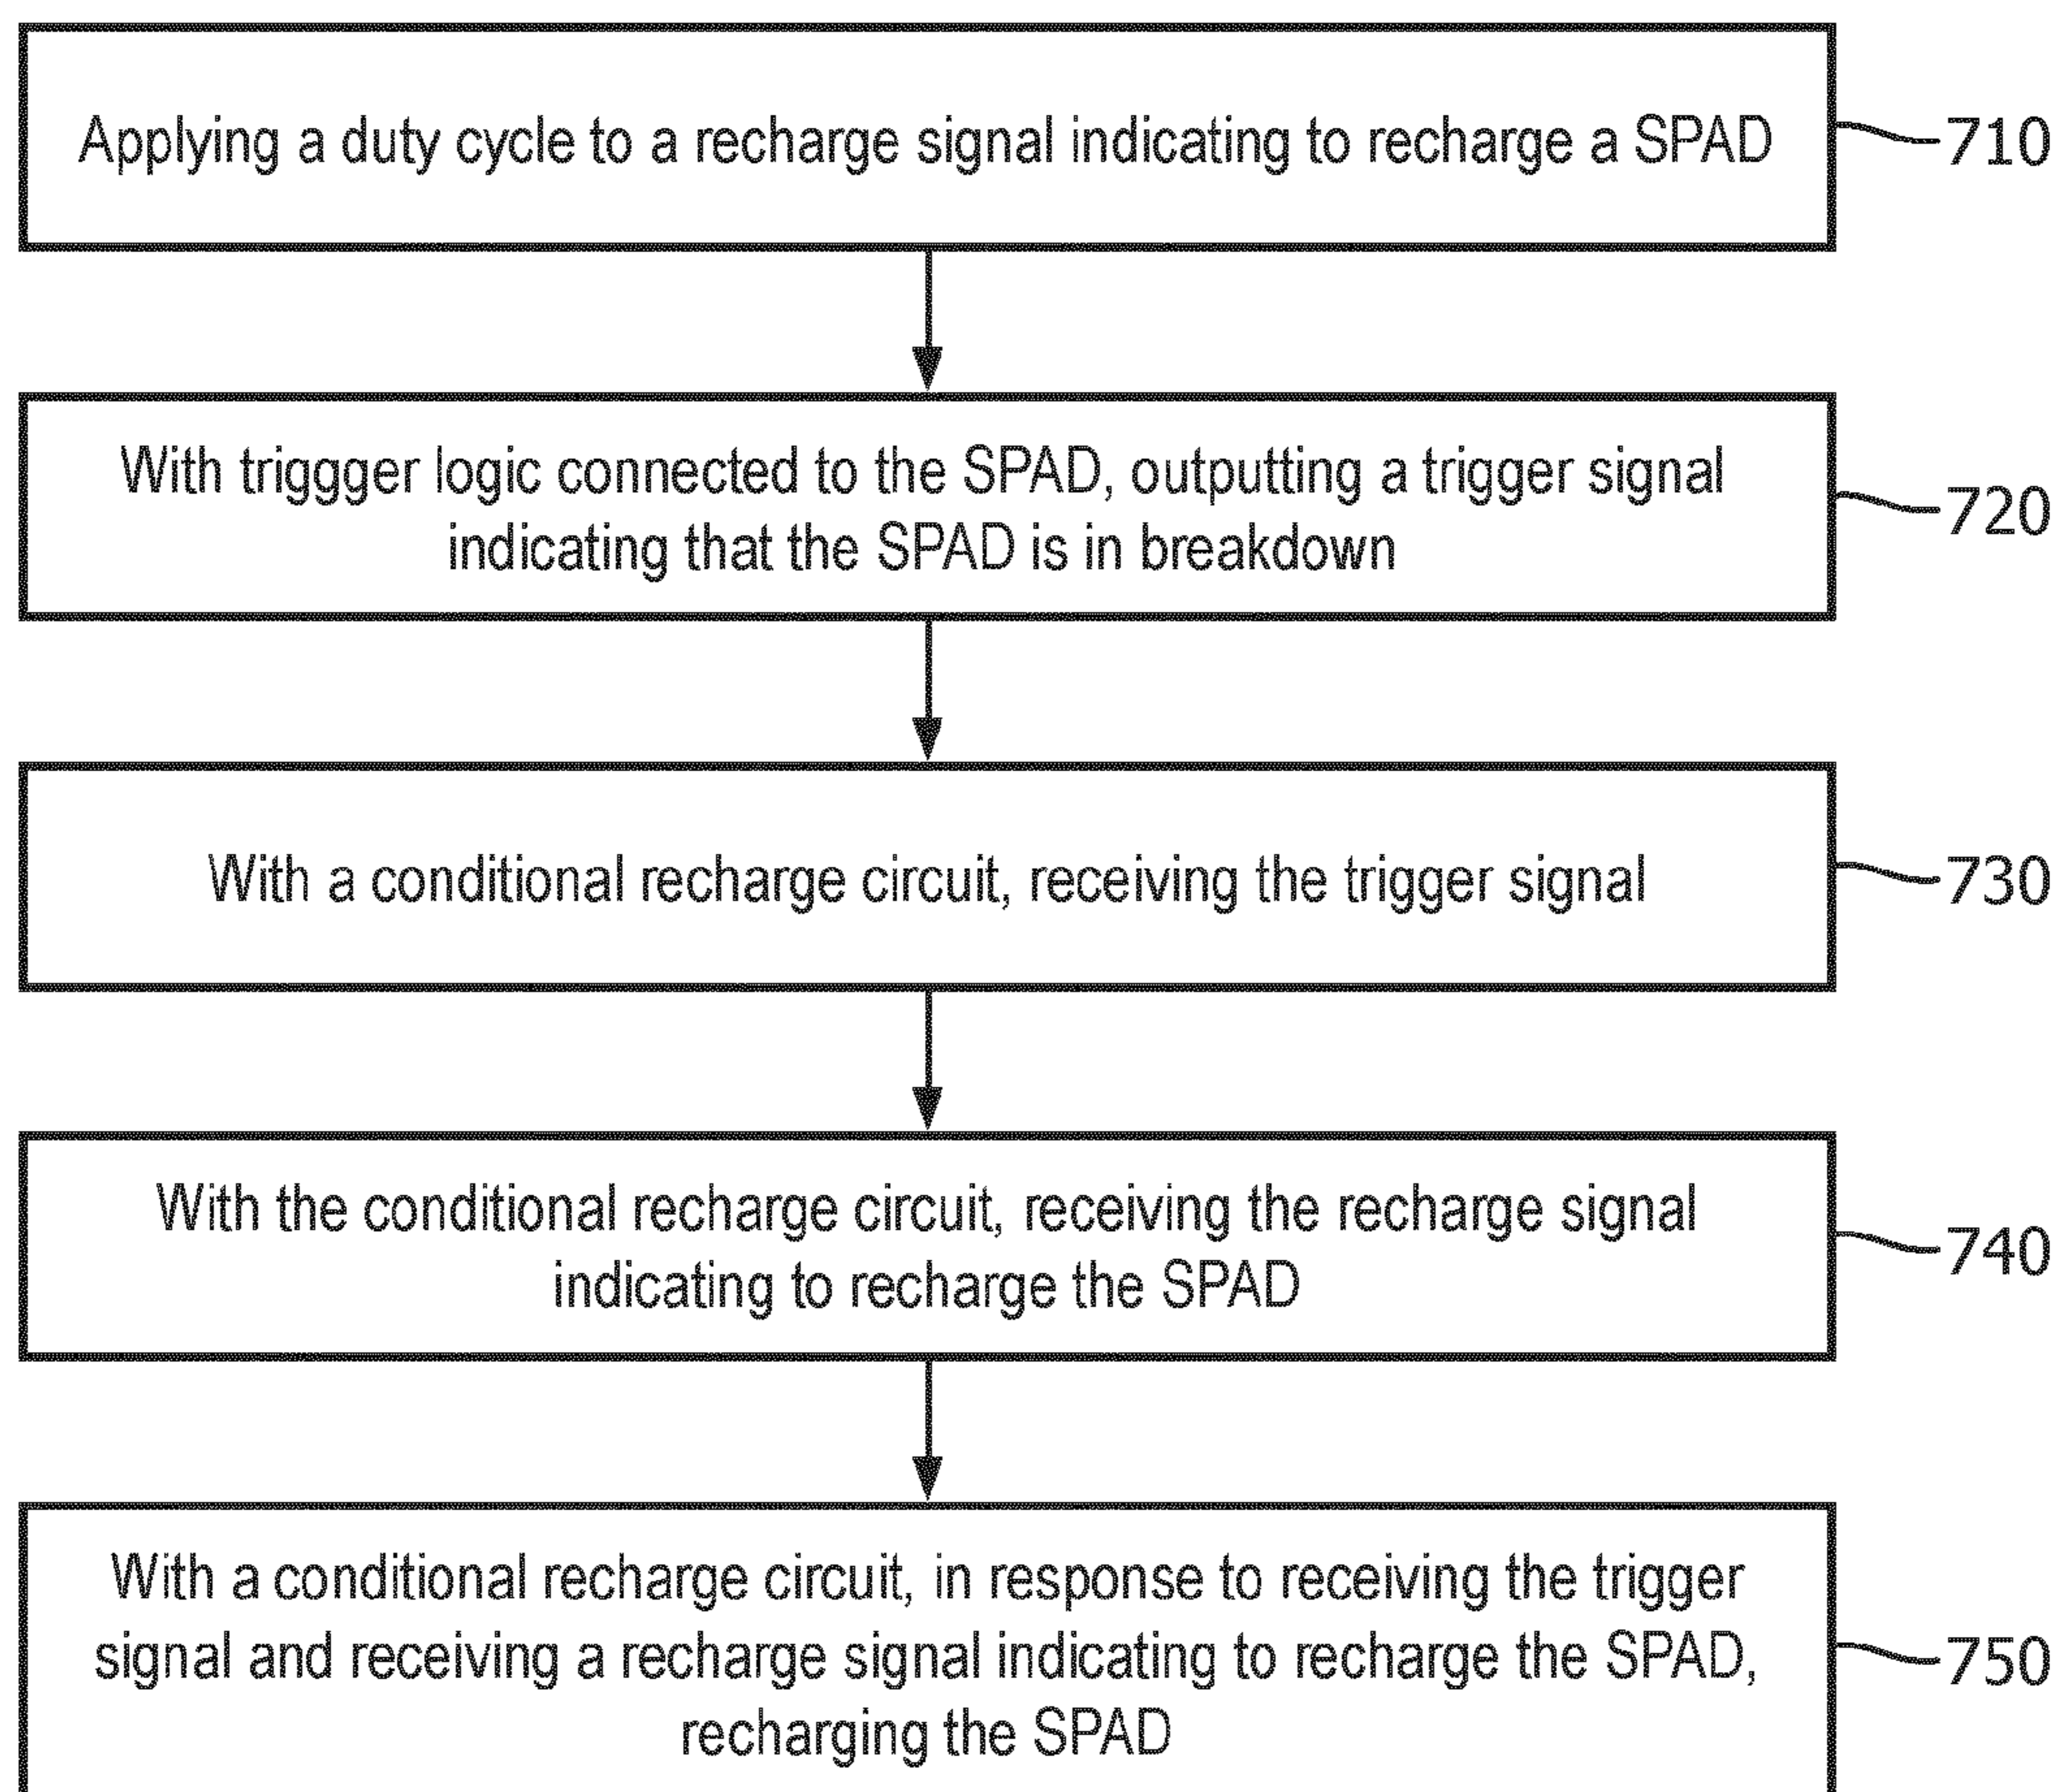 Applying a duty cycle to a recharge signal indicating to recharge a SPAD
710
With triggger logic connected to the SPAD, outputting a trigger signal
indicating that the SPAD is in breakdown
720
With a conditional recharge circuit, receiving the trigger signal
730
With the conditional recharge circuit, receiving the recharge signal
indicating to recharge the SPAD
740
With a conditional recharge circuit, in response to receiving the trigger
signal and receiving a recharge signal indicating to recharge the SPAD,
recharging the SPAD
750